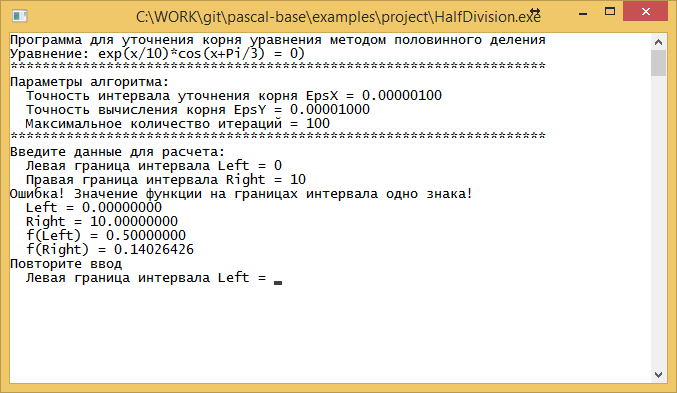 C:\WORK\git\pascal-base\examples\project\HalfDivision.exe
Программа для уточнения корня уравнения методом половинного деления
Уравнение: exp(x/10)*cos(x+Pi/3) = 0)
*******************************************************************
Параметры алгоритма:
  Точность интервала уточнения корня EpsX = 0.00000100
  Точность вычисления корня EpsY = 0.00001000
  Максимальное количество итераций = 100
*******************************************************************
Введите данные для расчета:
  Левая граница интервала Left = 0
  Правая граница интервала Right = 10
Ошибка! Значение функции на границах интервала одно знака!
  Left = 0.00000000
  Right = 10.00000000
  f(Left) = 0.50000000
  f(Right) = 0.14026426
Повторите ввод
  Левая граница интервала Left =